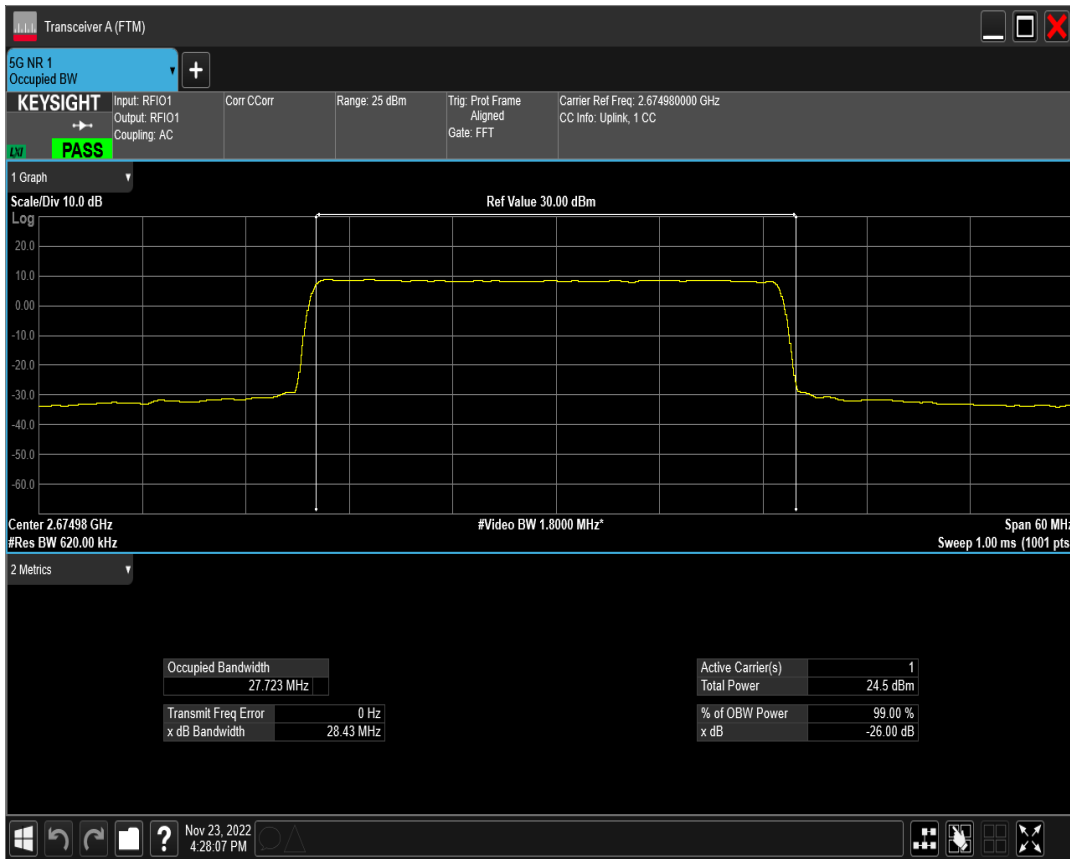 Transceiver A (FTM)
5G NR 1
Occupied BW
+
KEYSIGHT
LXI
PASS
Input: RFIO1
Output: RFIO1
Coupling: AC
Corr CCorr
Range: 25 dBm
Trig: Prot Frame
Aligned
Gate: FFT
Carrier Ref Freq: 2.674980000 GHz
CC Info: Uplink, 1 CC
1 Graph
Scale/Div 10.0 dB
Ref Value 30.00 dBm
Log
20.0
10.0
0.00
-10.0
-20.0
-30.0
-40.0
-50.0
-60.0
Center 2.67498 GHz
#Video BW 1.8000 MHz*
Span 60 MHz
#Res BW 620.00 kHz
Sweep 1.00 ms (1001 pts
2 Metrics
Occupied Bandwidth
27.723 MHz
Transmit Freq Error 0 Hz
x dB Bandwidth 28.43 MHz
Active Carrier(s) 1
Total Power 24.5 dBm
% of OBW Power 99.00 %
x dB -26.00 dB
?
Nov 23, 2022
4:28:07 PM